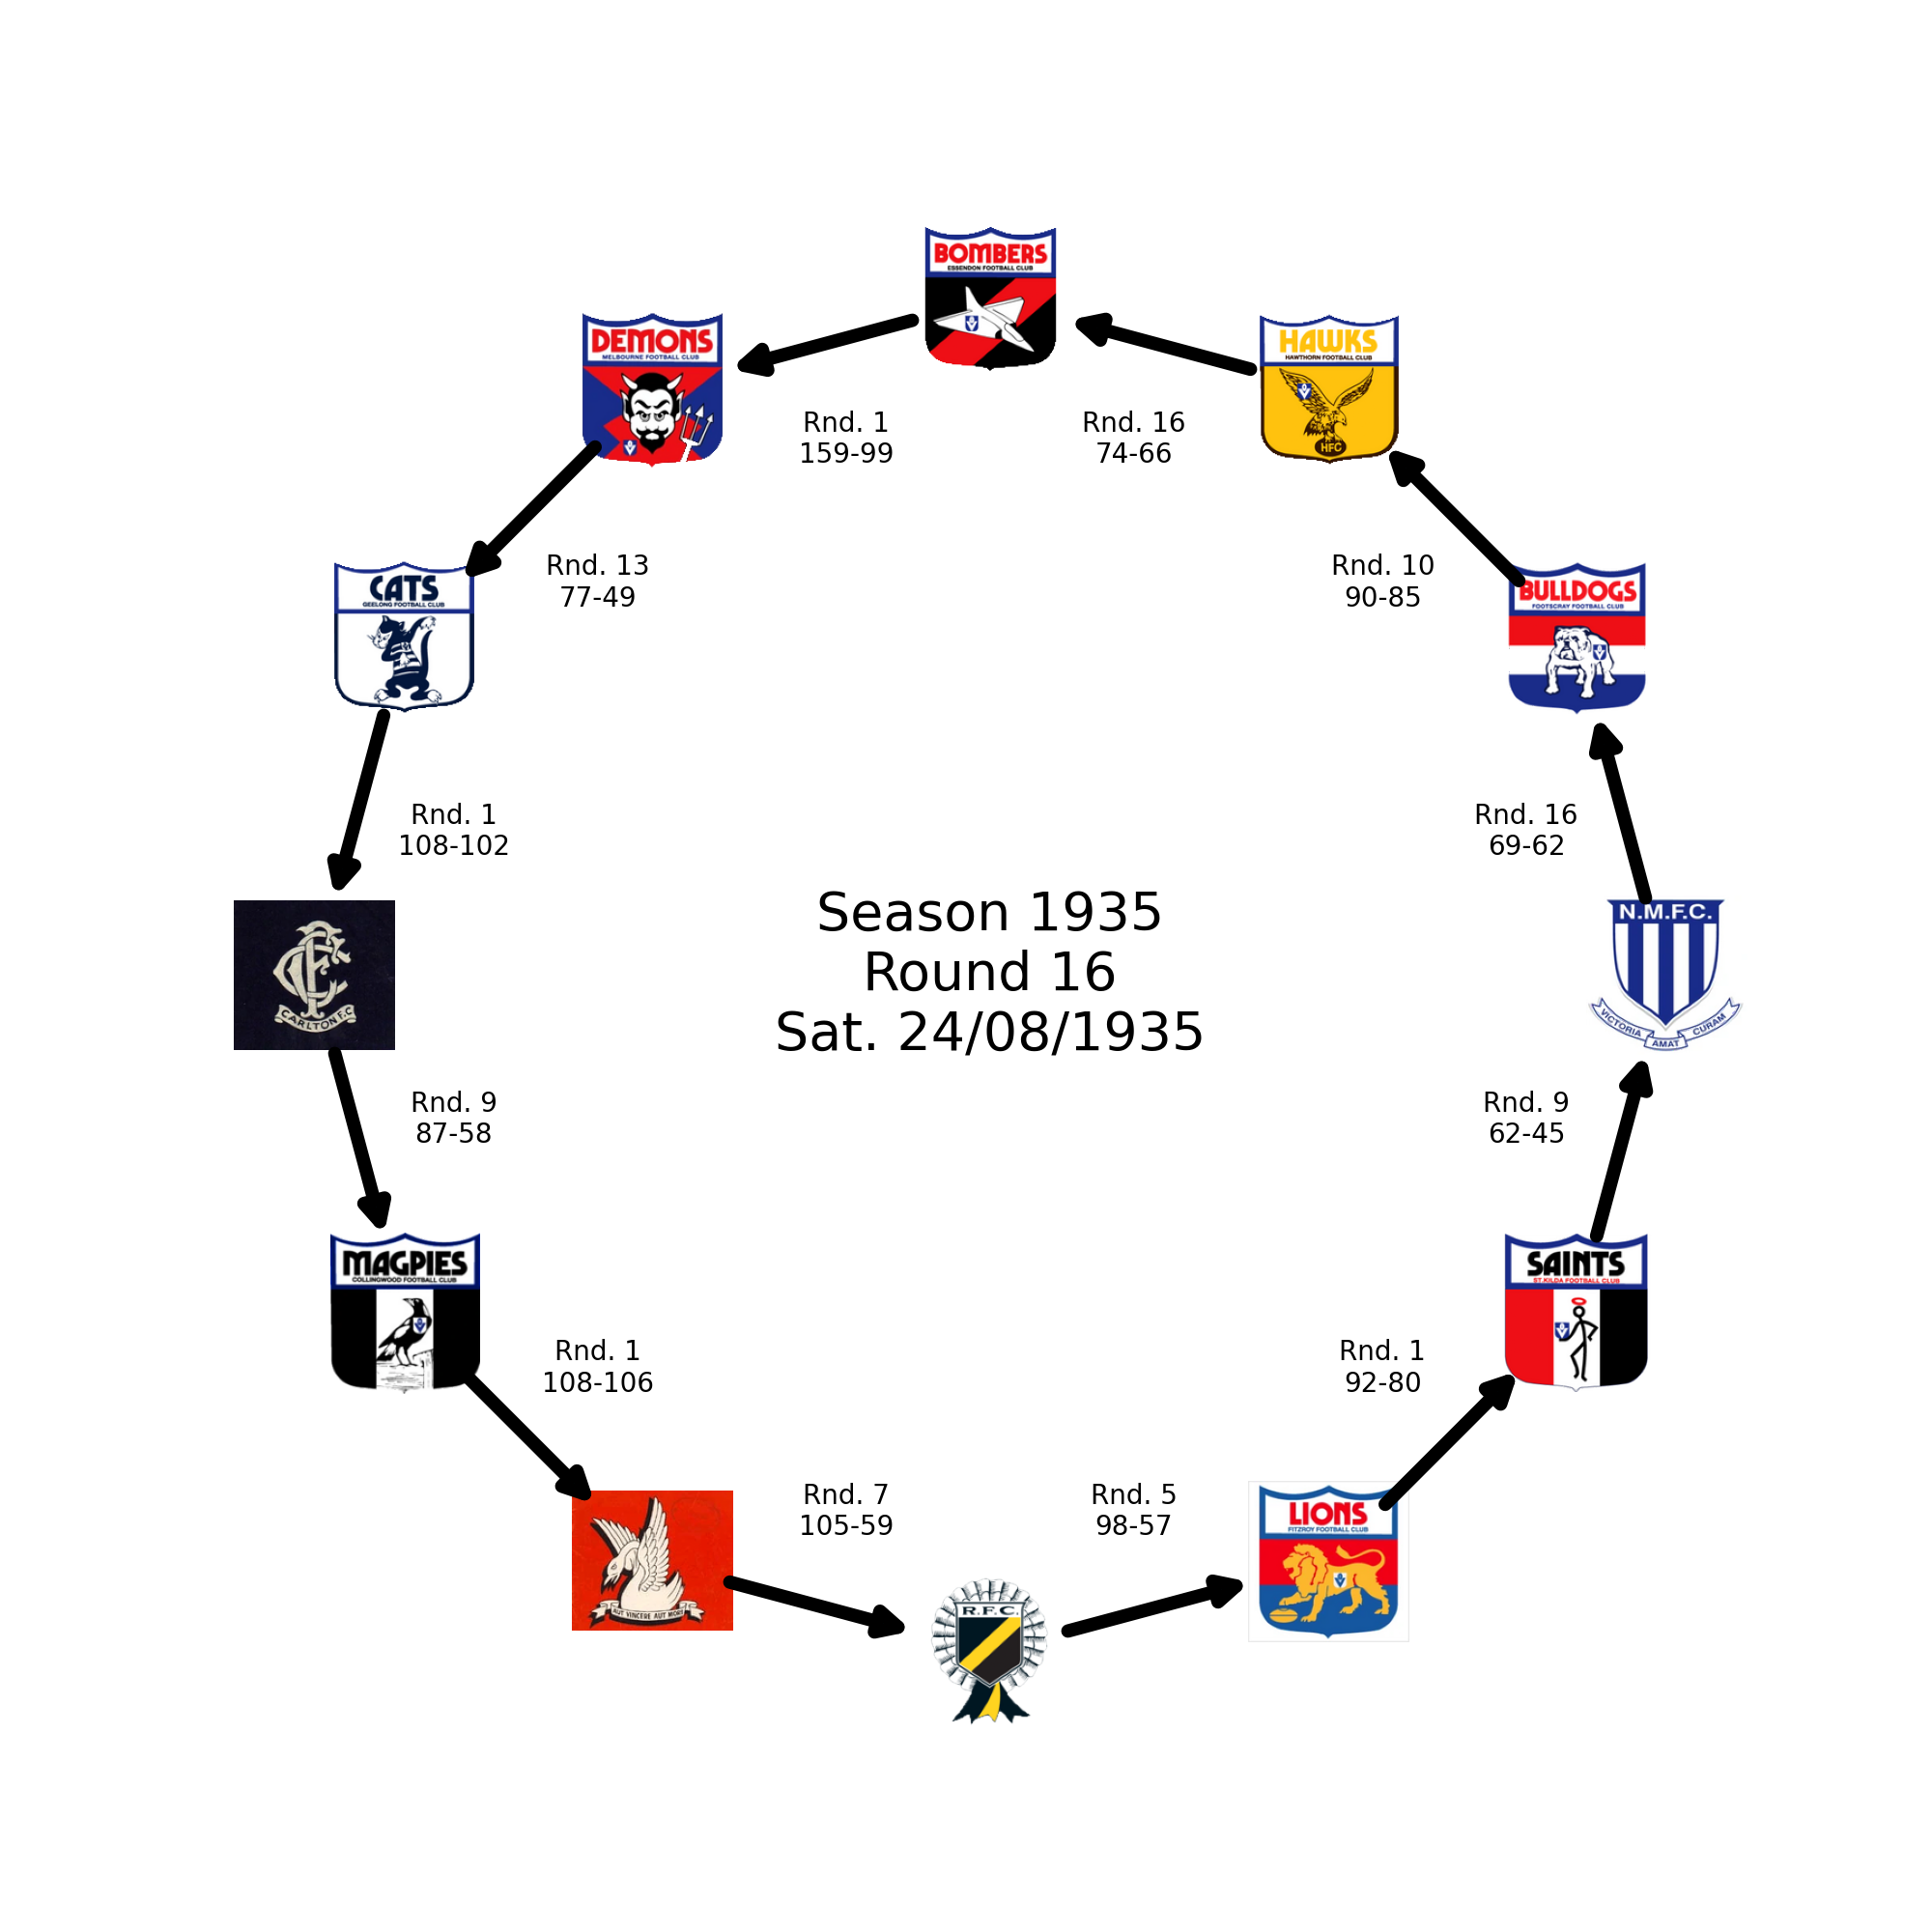 BOMBERS
ESSENDON FOOTBALL CLUB
DEMONS
MELBOURNE FOOTBALL CLUB
HAWKS
HAWTHORN FOOTBALL CLUB
HFC
Rnd. 1
159-99
Rnd. 16
74-66
CATS
GEELONG FOOTBALL CLUB
Rnd. 13
77-49
Rnd. 10
90-85
BULLDOGS
FOOTSCRAY FOOTBALL CLUB
Rnd. 1
108-102
Rnd. 16
69-62
CARLTON F.C
Season 1935
Round 16
Sat. 24/08/1935
N.M.F.C.
VICTORIA AMAT CURAM
Rnd. 9
87-58
Rnd. 9
62-45
MAGPIES
COLLINGWOOD FOOTBALL CLUB
SAINTS
ST.KILDA FOOTBALL CLUB
Rnd. 1
108-106
Rnd. 1
92-80
AUT VINCERE AUT MORI
Rnd. 7
105-59
Rnd. 5
98-57
LIONS
FITZROY FOOTBALL CLUB
R.F.C.